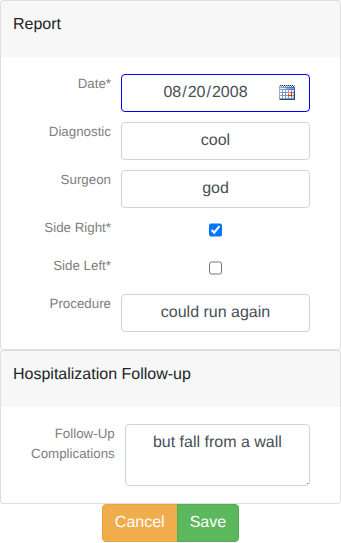 Report
Date* 08/20/2008
Diagnostic cool
Surgeon god
Side Right*
Side Left*
Procedure could run again
Hospitalization Follow-up
Follow-Up but fall from a wall
Complications
Cancel Save